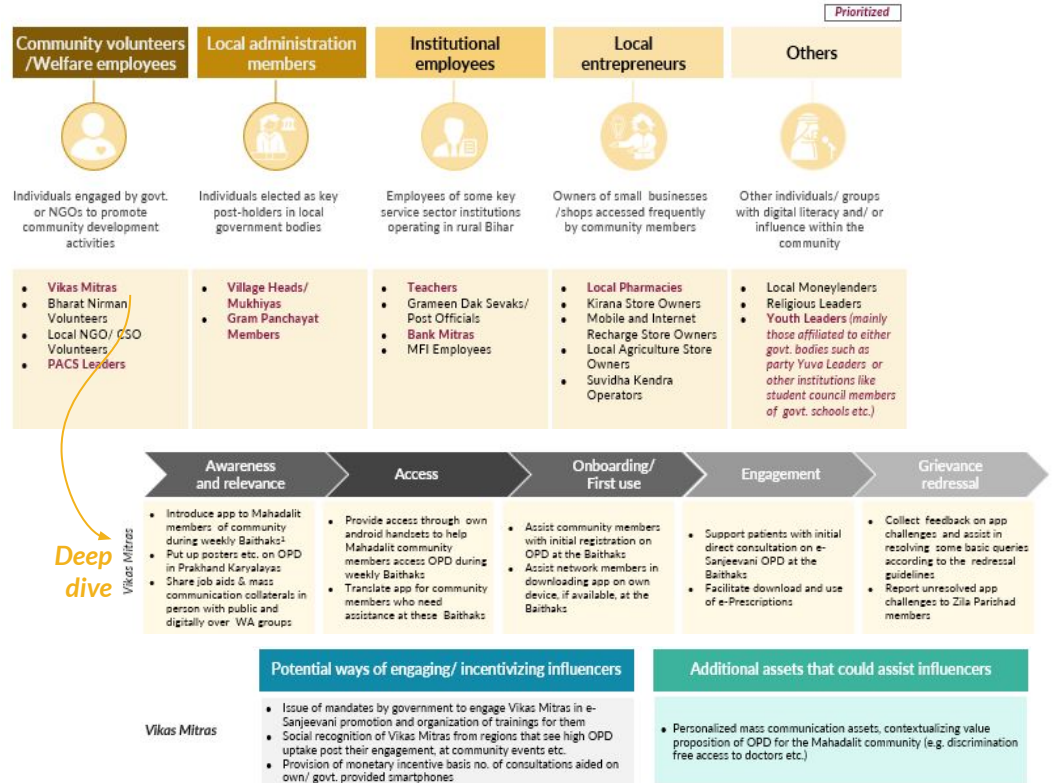 Prioritized
Community volunteers
/Welfare employees
Local administration
members
Institutional
employees
Local
entrepreneurs
Others
Individuals engaged by govt.
or NGOs to promote
community development
activities
Individuals elected as key
post-holders in local
government bodies
Employees of some key
service sector institutions
operating in rural Bihar
Owners of small businesses
/shops accessed frequently
by community members
Other individuals/ groups
with digital literacy and/ or
influence within the
community
• Vikas Mitras
• Bharat Nirman
Volunteers
• Local NGO/ CSO
Volunteers
• PACS Leaders
• Village Heads/
Mukhiyas
• Gram Panchayat
Members
• Teachers
• Grameen Dak Sevaks/
Post Officials
• Bank Mitras
• MFI Employees
• Local Pharmacies
• Kirana Store Owners
• Mobile and Internet
Recharge Store Owners
• Local Agriculture Store
Owners
• Suvidha Kendra
Operators
• Local Moneylenders
• Religious Leaders
• Youth Leaders (mainly
those affiliated to either
govt. bodies such as
party Yuva Leaders or
other institutions like
student council members
of govt. schools etc.)
Deep
dive
Vikas Mitras
Awareness
and relevance
Access
Onboarding/
First use
Engagement
Grievance
redressal
• Introduce app to Mahadalit
members of community
during weekly Baithaks¹
• Put up posters etc. on OPD
in Prakhand Karyalayas
• Share job aids & mass
communication collaterals in
person with public and
digitally over WA groups
• Provide access through own
android handsets to help
Mahadalit community
members access OPD during
weekly Baithaks
• Translate app for community
members who need
assistance at these Baithaks
• Assist community members
with initial registration on
OPD at the Baithaks
• Assist network members in
downloading app on own
device, if available, at the
Baithaks
• Support patients with initial
direct consultation on e-
Sanjeevani OPD at the
Baithaks
• Facilitate download and use
of e-Prescriptions
• Collect feedback on app
challenges and assist in
resolving some basic queries
according to the redressal
guidelines
• Report unresolved app
challenges to Zila Parishad
members
Potential ways of engaging/ incentivizing influencers
Additional assets that could assist influencers
Vikas Mitras
• Issue of mandates by government to engage Vikas Mitras in e-
Sanjeevani promotion and organization of trainings for them
• Social recognition of Vikas Mitras from regions that see high OPD
uptake post their engagement, at community events etc.
• Provision of monetary incentive basis no. of consultations aided on
own/ govt. provided smartphones
• Personalized mass communication assets, contextualizing value
proposition of OPD for the Mahadalit community (e.g. discrimination
free access to doctors etc.)